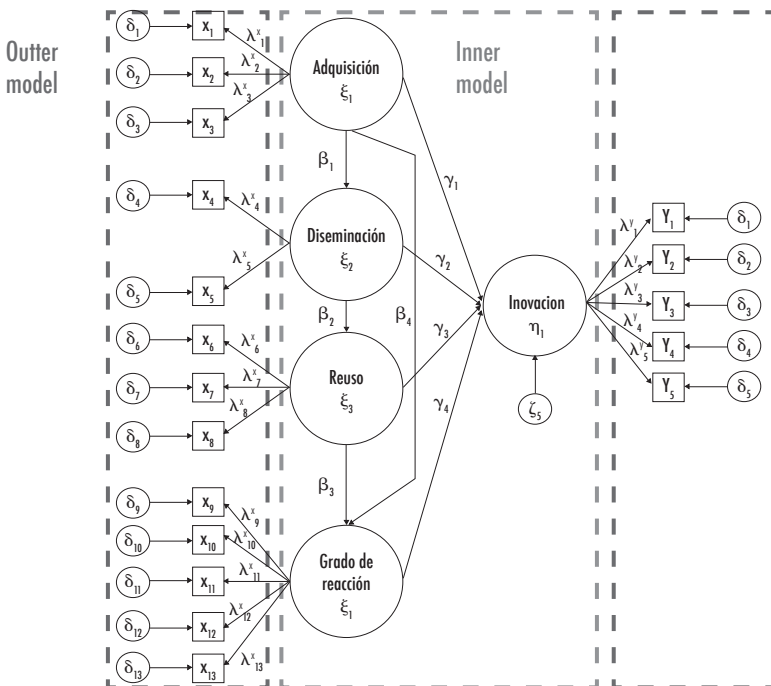 Outter
model
Inner
model
δ₁ x₁ λˣ₁
δ₂ x₂ λˣ₂
δ₃ x₃ λˣ₃
Adquisición
ξ₁
β₁
γ₁
δ₄ x₄ λˣ₄
δ₅ x₅ λˣ₅
Diseminación
ξ₂
γ₂
β₂
β₄
γ₃
δ₆ x₆ λˣ₆
δ₇ x₇ λˣ₇
δ₈ x₈ λˣ₈
Reuso
ξ₃
γ₄
β₃
δ₉ x₉ λˣ₉
δ₁₀ x₁₀ λˣ₁₀
δ₁₁ x₁₁ λˣ₁₁
δ₁₂ x₁₂ λˣ₁₂
δ₁₃ x₁₃ λˣ₁₃
Grado de
reacción
ξ₁
Inovacion
η₁
ζ₅
λʸ₁ Y₁ δ₁
λʸ₂ Y₂ δ₂
λʸ₃ Y₃ δ₃
λʸ₄ Y₄ δ₄
λʸ₅ Y₅ δ₅